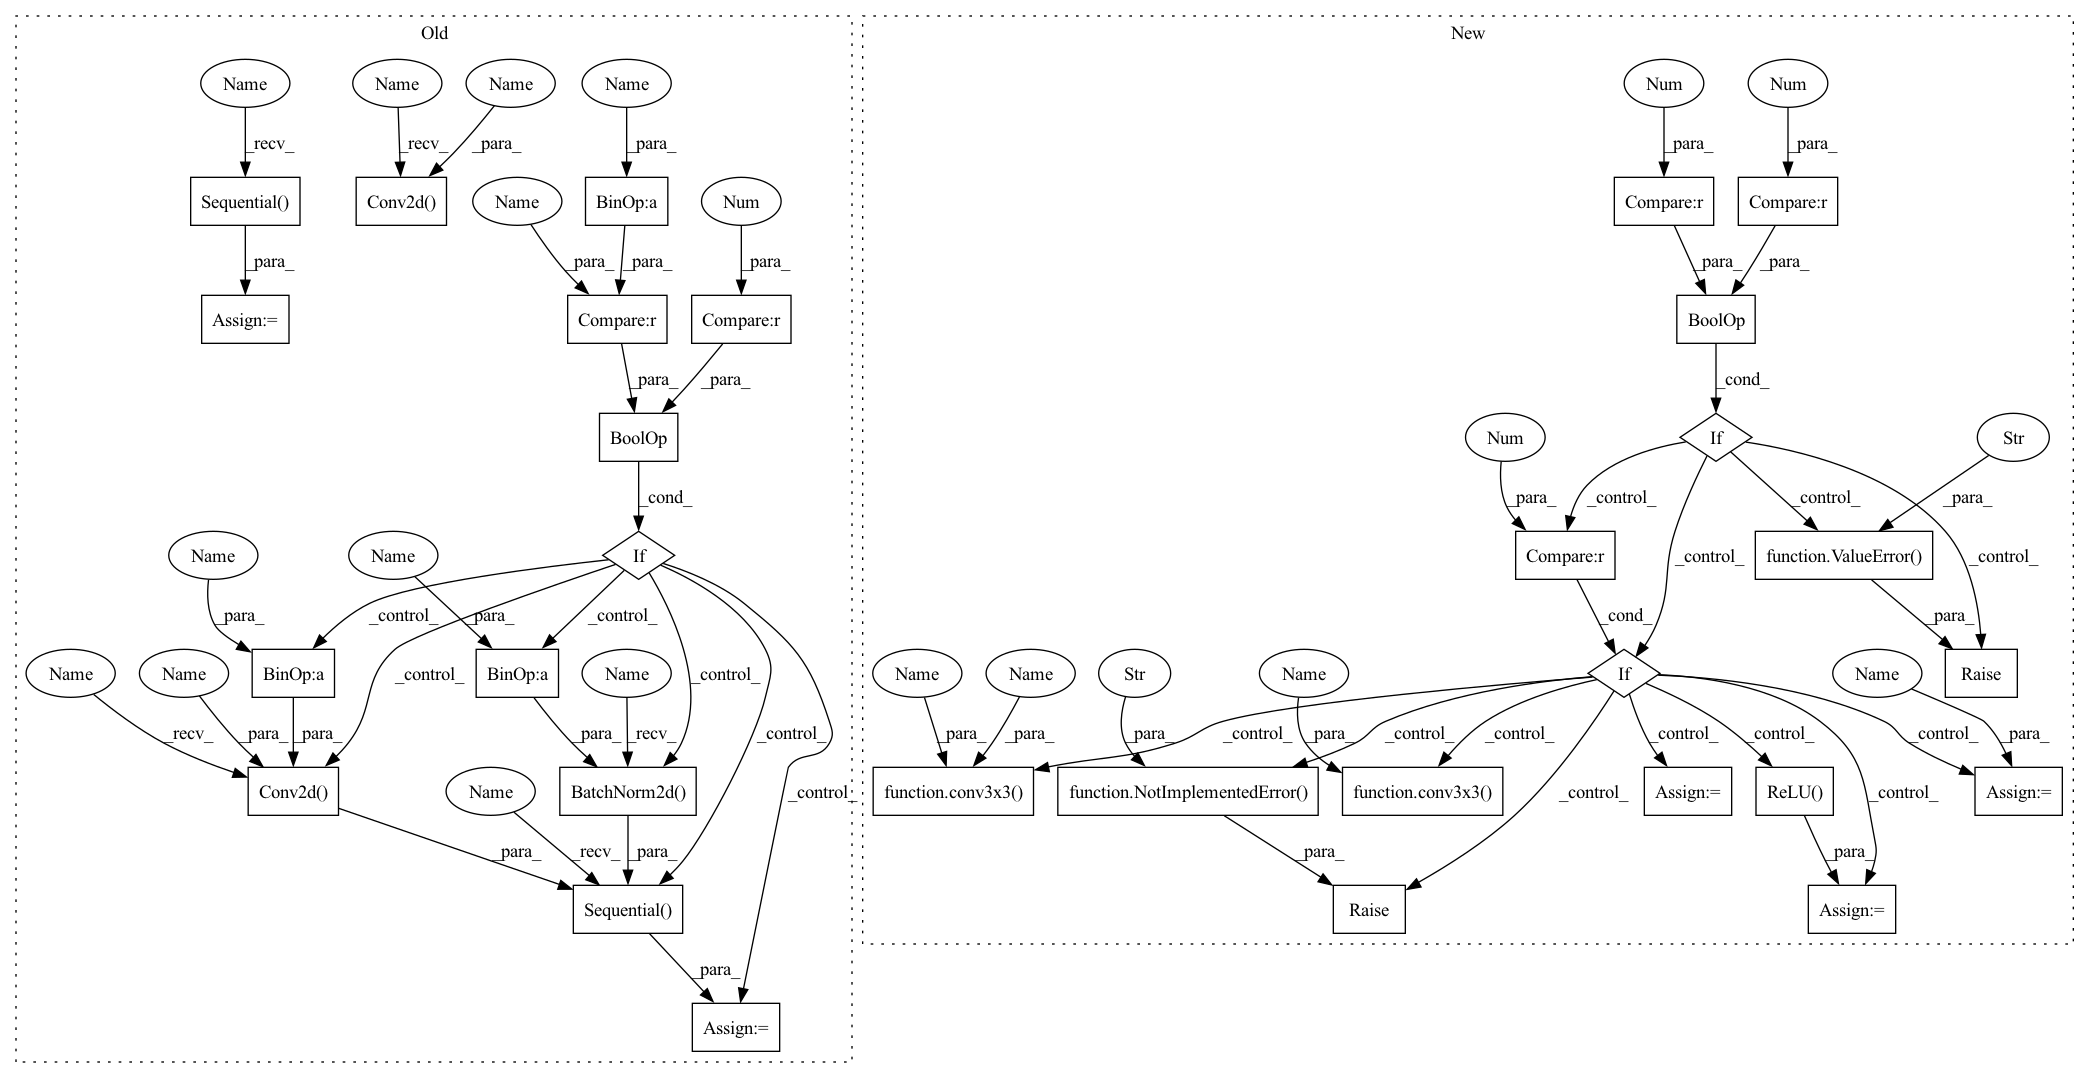 Old New
Name Name Name Name Num Num
_recv_ _recv_ _para_ _para_ _para_ _para_
Sequential() Conv2d() Name BinOp:a Num Compare:r Compare:r
_para_ _para_ _para_ _para_ _para_ _para_
Assign:= Compare:r Compare:r BoolOp
_para_ _para_ _cond_
BoolOp Num If Str
_cond_ _para_ _control_ _control_ _control_ _para_ _control_
Name Name If Compare:r function.ValueError()
_para_ _control_ _para_ _control_ _cond_ _para_
Name Name BinOp:a _control_ BinOp:a Name _control_ Name Name Str Name If Name Raise
_recv_ _para_ _para_ _para_ _recv_ _control_ _para_ _para_ _control_ _para_ _control_ _para_ _control_ _control_ _control_ _control_ _para_
Conv2d() Name BatchNorm2d() _control_ function.conv3x3() function.NotImplementedError() function.conv3x3() _control_ Assign:= ReLU() _control_ Assign:=
_para_ _recv_ _para_ _para_ _para_
Sequential() Raise Assign:=
_para_
Assign:=